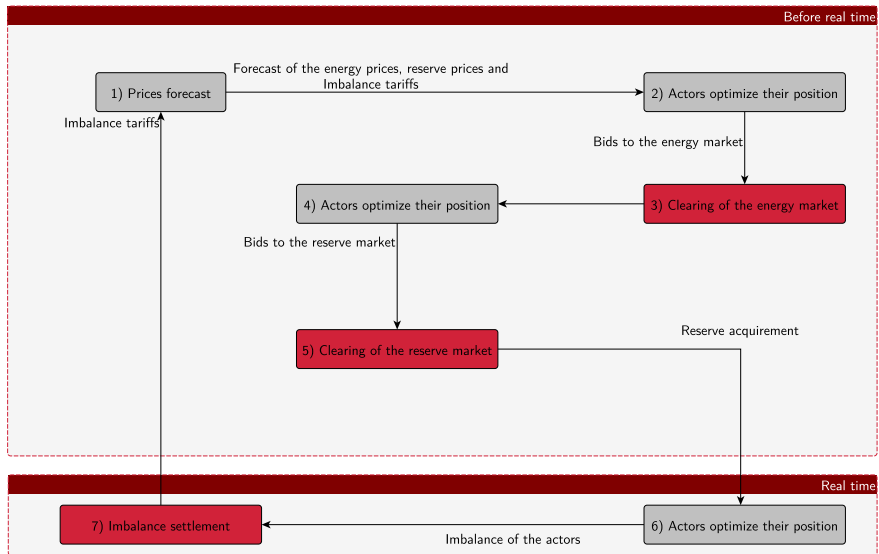 Before real time
Forecast of the energy prices, reserve prices and
Imbalance tariffs
1) Prices forecast
2) Actors optimize their position
Imbalance tariffs
Bids to the energy market
4) Actors optimize their position
3) Clearing of the energy market
Bids to the reserve market
Reserve acquirement
5) Clearing of the reserve market
Real time
7) Imbalance settlement
6) Actors optimize their position
Imbalance of the actors